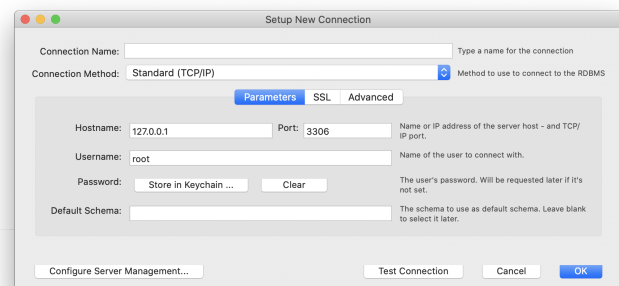 Setup New Connection
Connection Name:
Type a name for the connection
Connection Method: Standard (TCP/IP)
Method to use to connect to the RDBMS
Parameters SSL Advanced
Hostname: 127.0.0.1 Port: 3306
Name or IP address of the server host - and TCP/
IP port.
Username: root
Name of the user to connect with.
Password: Store in Keychain ... Clear
The user's password. Will be requested later if it's
not set.
Default Schema:
The schema to use as default schema. Leave blank
to select it later.
Configure Server Management... Test Connection Cancel OK